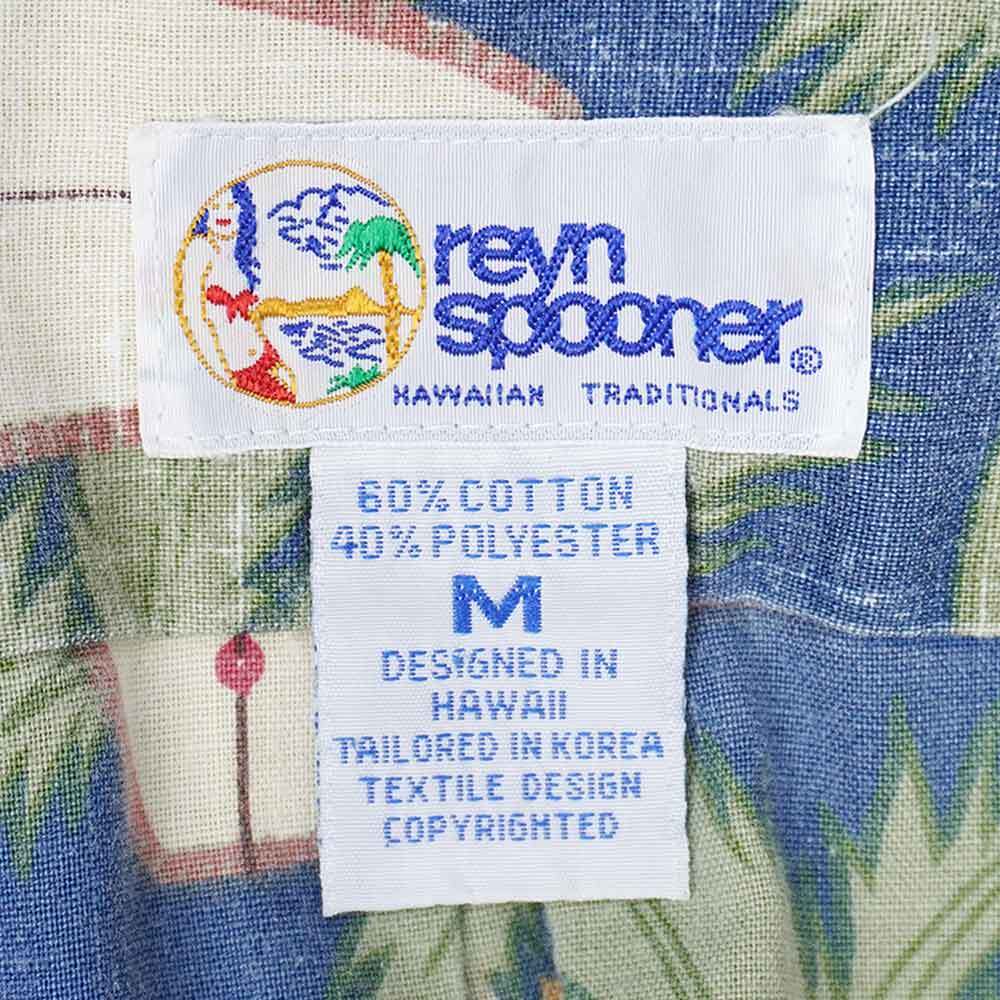 reyn
spooner®
HAWAIIAN TRADITIONALS
60% COTTON
40% POLYESTER
M
DESIGNED IN
HAWAII
TAILORED IN KOREA
TEXTILE DESIGN
COPYRIGHTED